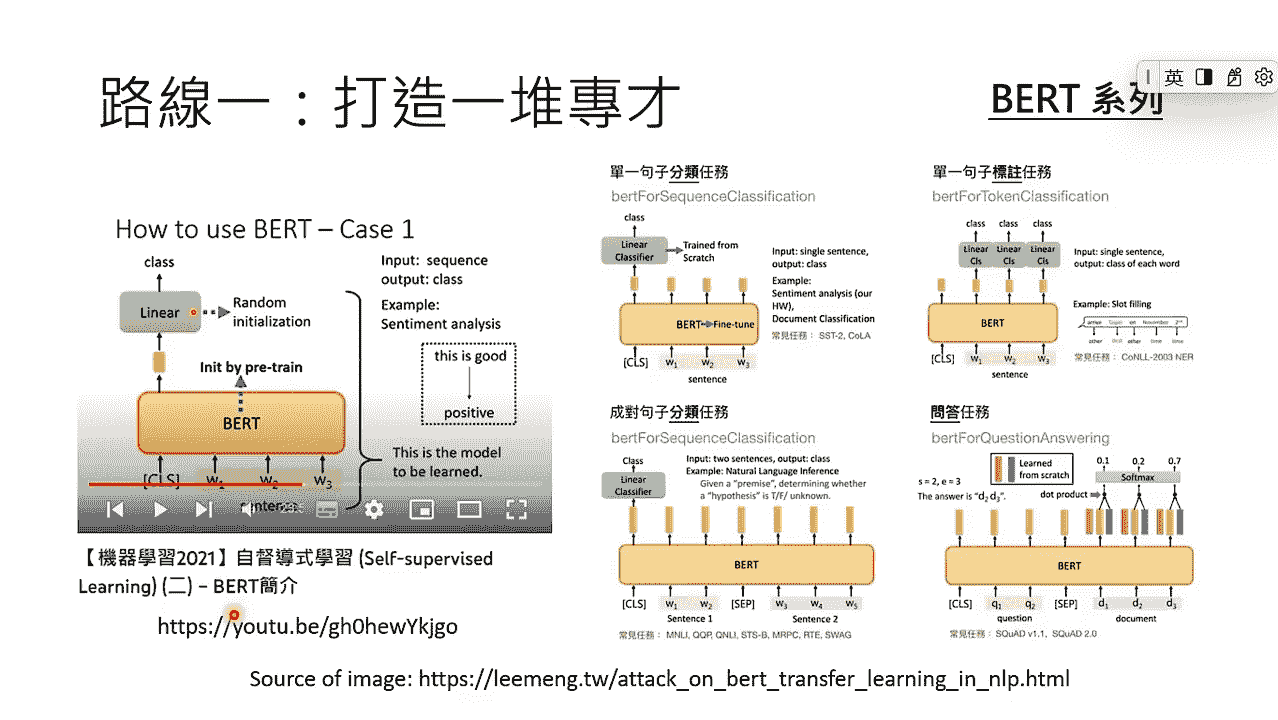 路線一：打造一堆專才
英
BERT 系列
How to use BERT – Case 1
class
Linear
Random
initialization
Init by pre-train
BERT
[CLS] w1 w2 w3
sentence
Input: sequence
output: class
Example:
Sentiment analysis
this is good
positive
This is the model
to be learned.
【機器學習2021】自督導式學習 (Self-supervised
Learning) (二) – BERT簡介
https://youtu.be/gh0hewYkjgo
單一句子分類任務
bertForSequenceClassification
class
Linear
Classifier
Trained from
Scratch
BERT Fine-tune
[CLS] w1 w2 w3
sentence
Input: single sentence,
output: class
Example:
Sentiment analysis (our
HW),
Document Classification
常見任務： SST-2, CoLA
單一句子標註任務
bertForTokenClassification
class class class
Linear Linear Linear
Cls Cls Cls
BERT
[CLS] w1 w2 w3
sentence
Input: single sentence,
output: class of each word
Example: Slot filling
arrive on November 2nd
other other time time
常見任務： CoNLL-2003 NER
成對句子分類任務
bertForSequenceClassification
Class
Linear
Classifier
Input: two sentences, output: class
Example: Natural Language Inference
Given a “premise”, determining whether
a “hypothesis” is T/F/ unknown.
BERT
[CLS] w1 w2 [SEP] w3 w4 w5
Sentence 1 Sentence 2
常見任務： MNLI, QQP, QNLI, STS-B, MRPC, RTE, SWAG
問答任務
bertForQuestionAnswering
Learned
from scratch
0.1 0.2 0.7
Softmax
s = 2, e = 3
The answer is “d2 d3”.
dot product
BERT
[CLS] q1 q2 [SEP] d1 d2 d3
question document
常見任務： SQuAD v1.1, SQuAD 2.0
Source of image: https://leemeng.tw/attack_on_bert_transfer_learning_in_nlp.html